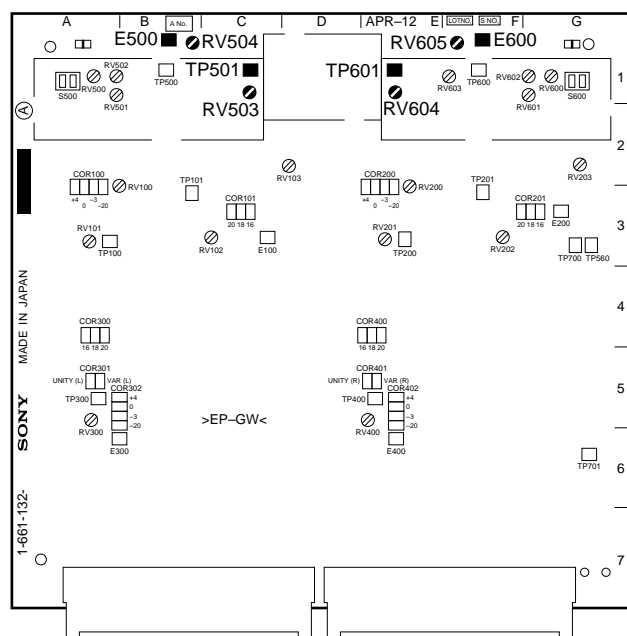 A B A No. C D APR–12 E LOTNO. S NO. F G
E500 RV504 RV605 E600
RV502 TP500 TP501 TP601 TP600 RV602 RV600
S500 RV500 RV501 RV503 RV604 RV603 RV601 S600
1
A
2
COR100 RV100 TP101 RV103 COR200 RV200 TP201 RV203
+4 –3
0 –20
+4 –3
0 –20
COR101 COR201
20 18 16
20 18 16
E200
3
RV101 TP100 RV102 E100 RV201 TP200 RV202 TP700 TP560
4
COR300 COR400
16 18 20
16 18 20
COR301 COR401
UNITY (L) VAR (L) UNITY (R) VAR (R)
COR302 COR402
5
TP300 TP400
+4
0
–3
–20
+4
0
–3
–20
RV300 >EP–GW< RV400
E300 E400
6
TP701
7
MADE IN JAPAN
SONY
1-661-132-